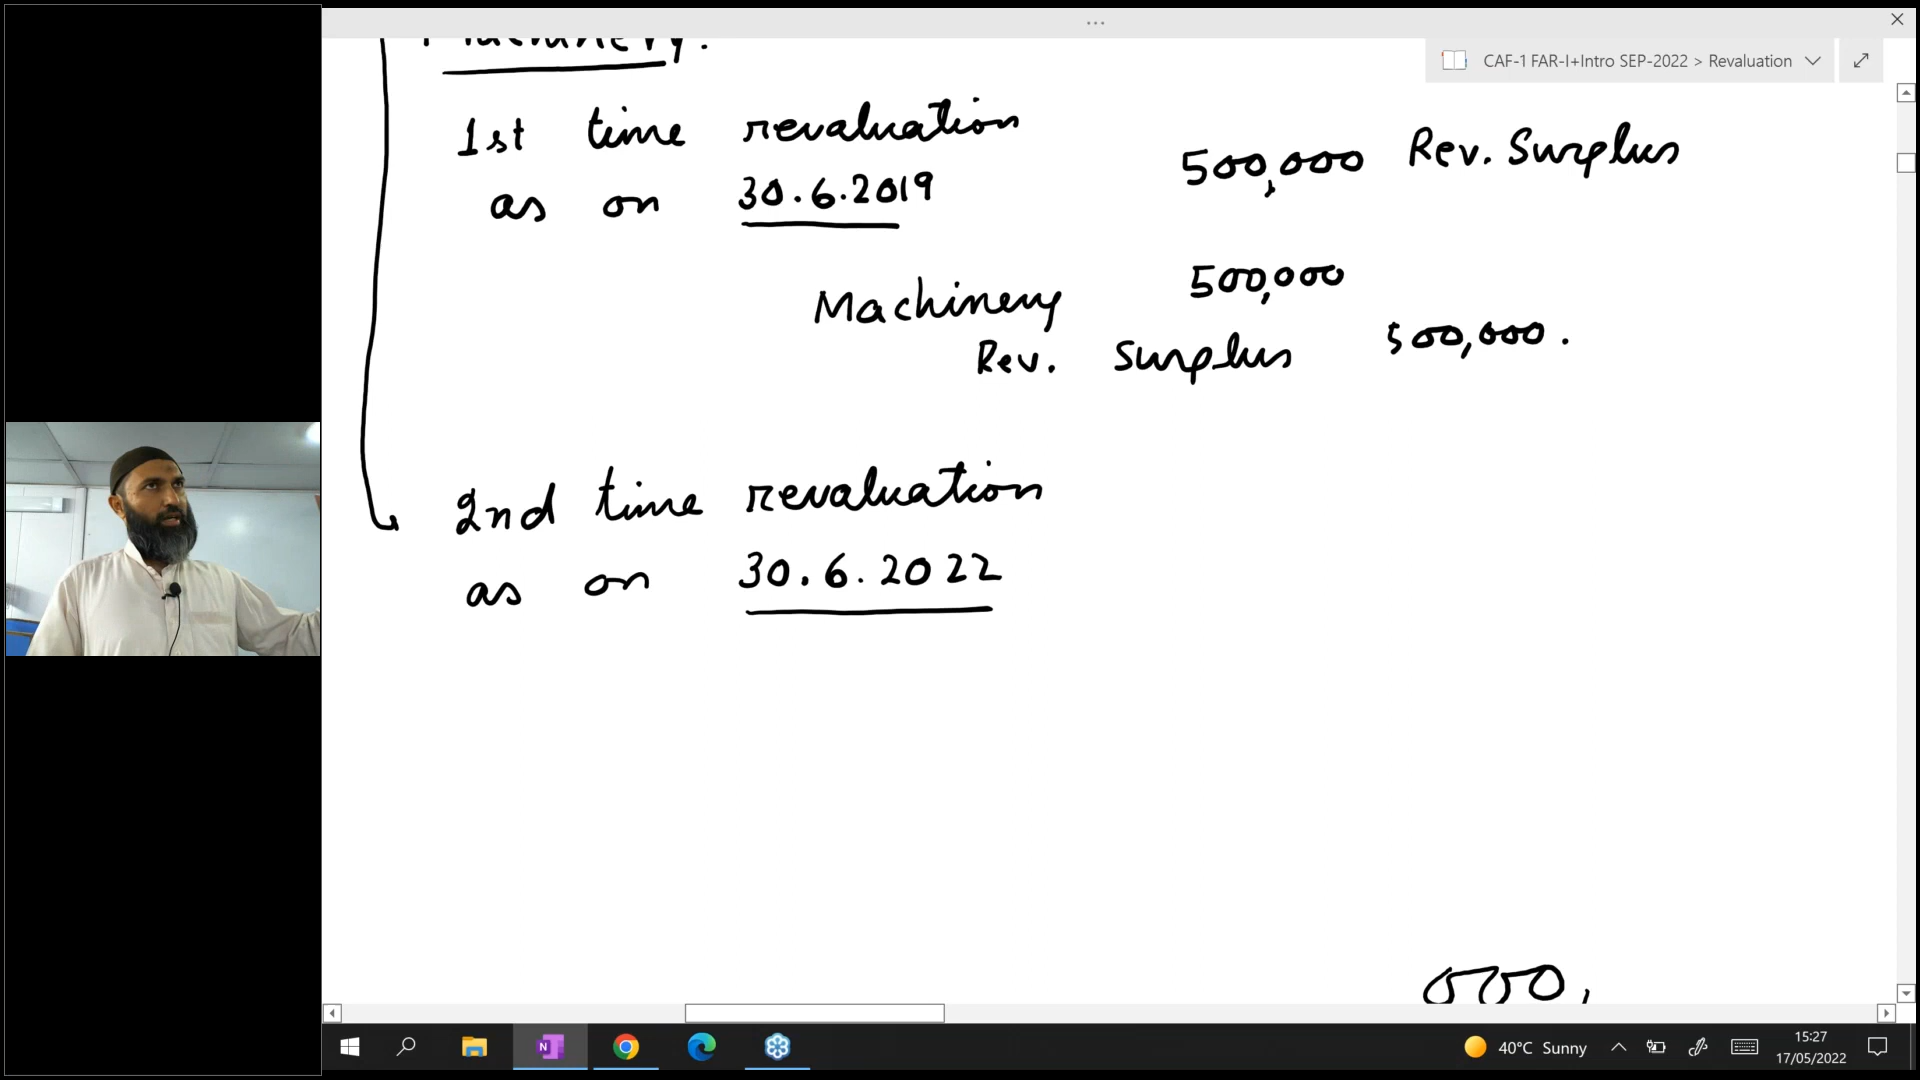 CAF-1 FAR-I+Intro SEP-2022 > Revaluation
Machinery.
1st time revaluation
as on 30.6.2019
500,000 Rev. Surplus
Machinery 500,000
Rev. Surplus 500,000.
2nd time revaluation
as on 30.6.2022
40°C Sunny
15:27
17/05/2022